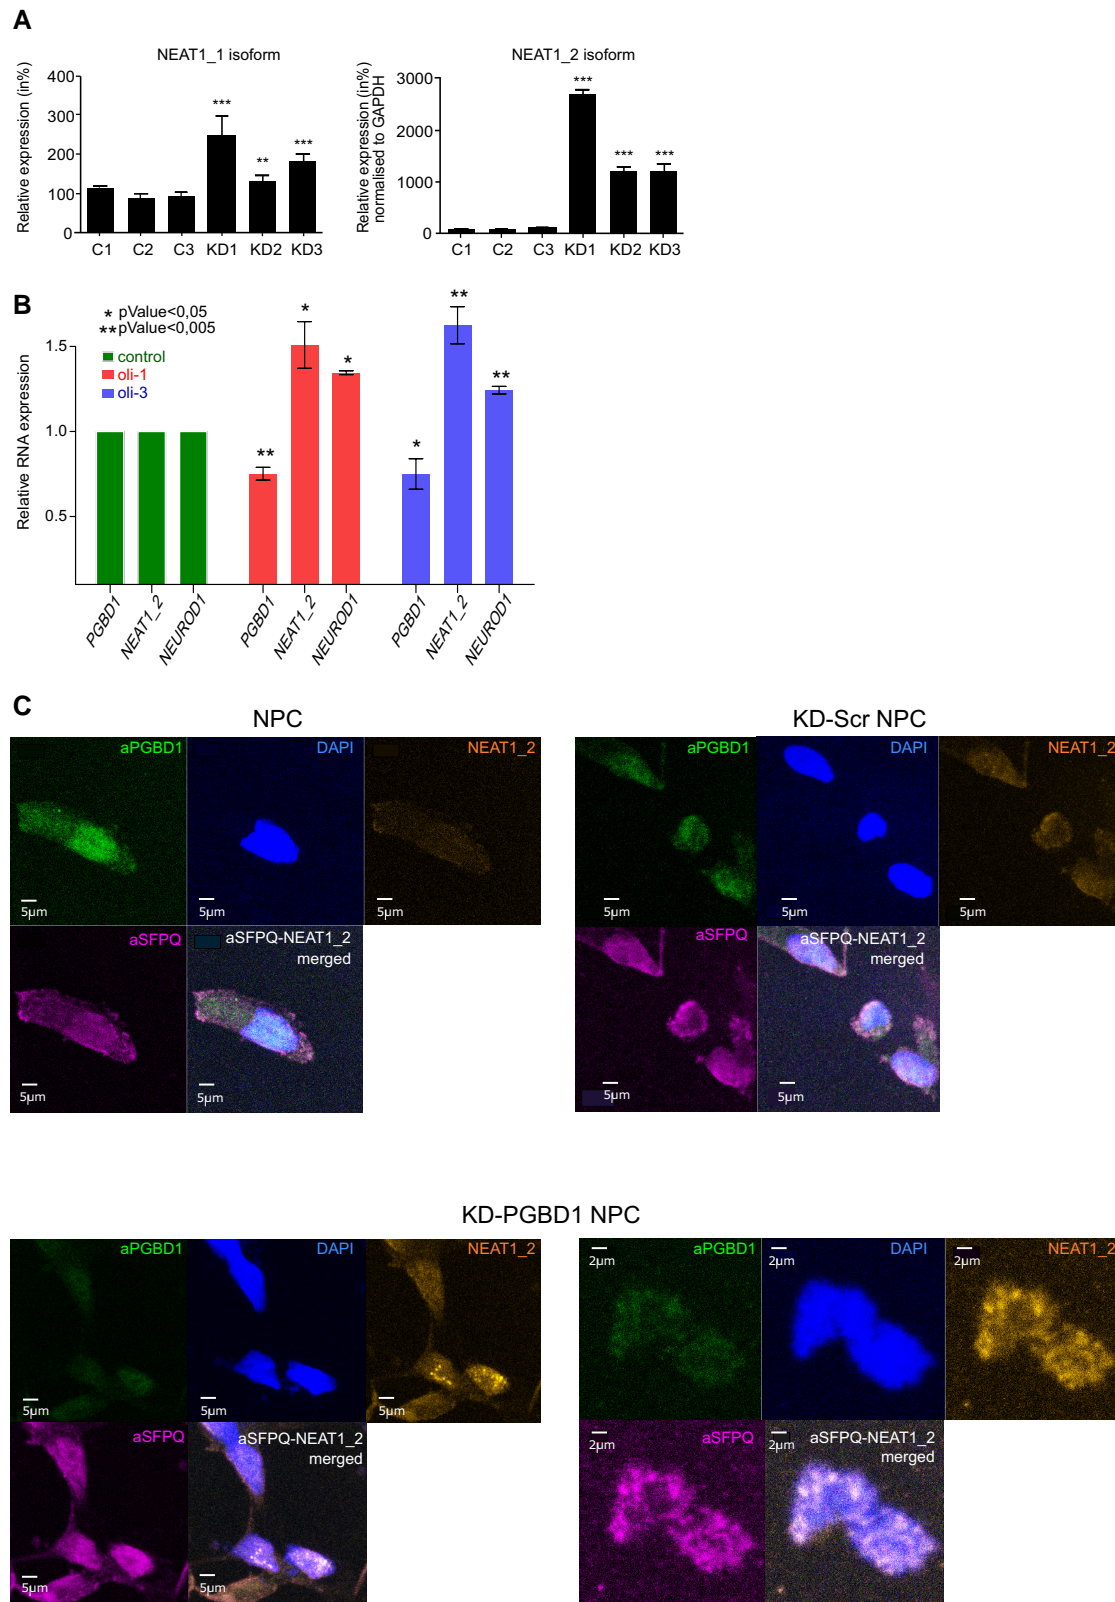 A
NEAT1_1 isoform
Relative expression (in%)
400
300
200
100
0
***
**
***
C1 C2 C3 KD1 KD2 KD3
NEAT1_2 isoform
Relative expression (in%)
normalised to GAPDH
3000
2000
1000
0
***
***
***
C1 C2 C3 KD1 KD2 KD3
B
* pValue<0,05
**pValue<0,005
control
oli-1
oli-3
Relative RNA expression
1.5
1.0
0.5
**
*
*
*
**
**
PGBD1 NEAT1_2 NEUROD1 PGBD1 NEAT1_2 NEUROD1 PGBD1 NEAT1_2 NEUROD1
C
NPC
aPGBD1 DAPI NEAT1_2
5µm 5µm 5µm
aSFPQ aSFPQ-NEAT1_2
merged
5µm 5µm
KD-Scr NPC
aPGBD1 DAPI NEAT1_2
5µm 5µm 5µm
aSFPQ aSFPQ-NEAT1_2
merged
5µm 5µm
KD-PGBD1 NPC
aPGBD1 DAPI NEAT1_2
5µm 5µm 5µm
aSFPQ aSFPQ-NEAT1_2
merged
5µm 5µm
aPGBD1 DAPI NEAT1_2
2µm 2µm 2µm
aSFPQ aSFPQ-NEAT1_2
merged
2µm 2µm